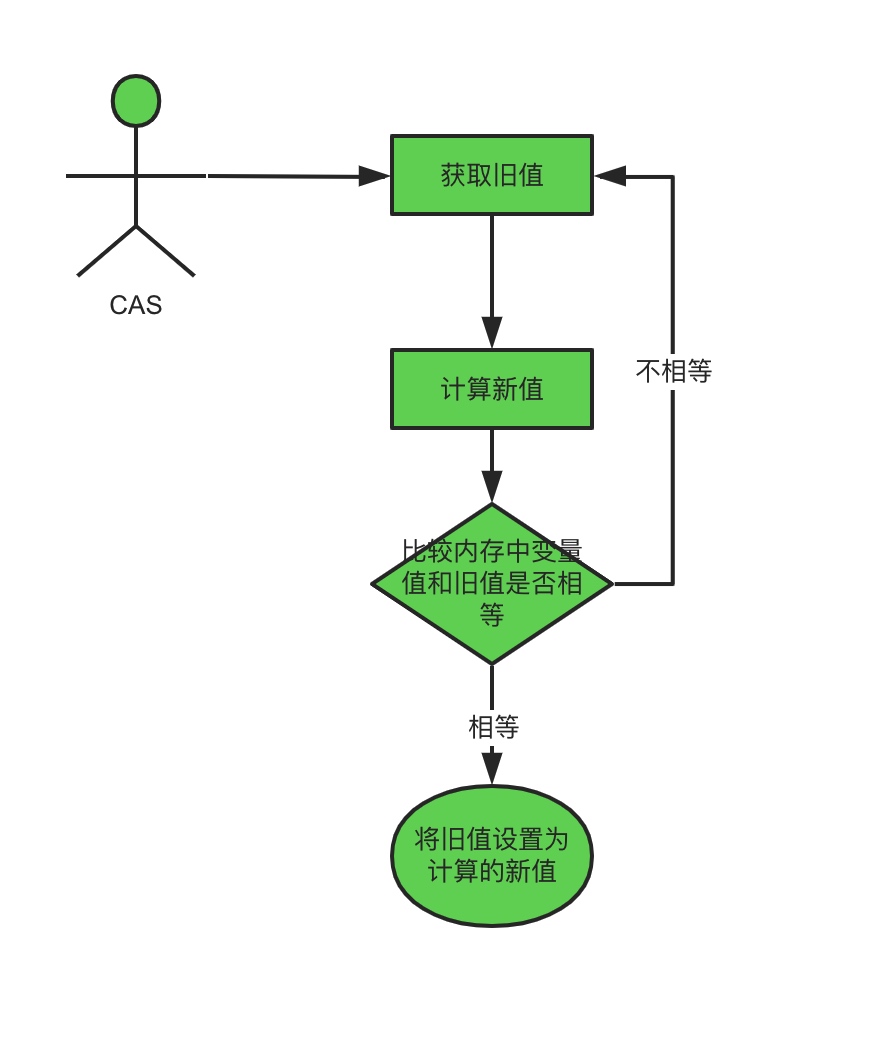 获取旧值
CAS
不相等
计算新值
比较内存中变量
值和旧值是否相
等
相等
将旧值设置为
计算的新值